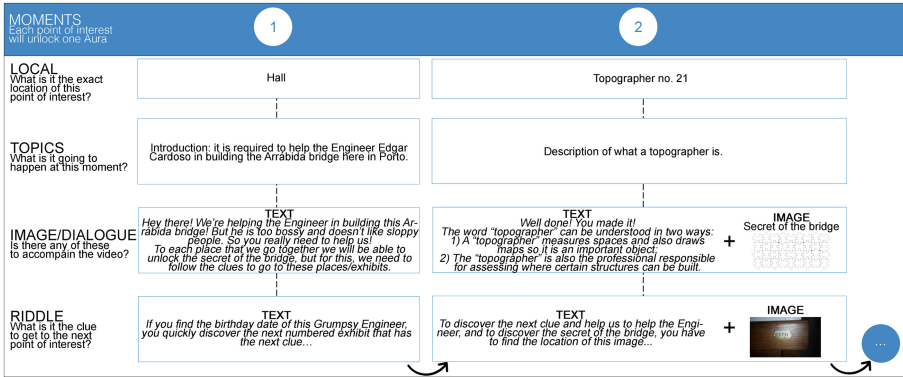 MOMENTS
Each point of interest
will unlock one Aura
1
2
LOCAL
What is it the exact
location of this
point of interest?
Hall
Topographer no. 21
TOPICS
What is it going to
happen at this moment?
Introduction: it is required to help the Engineer Edgar
Cardoso in building the Arrábida bridge here in Porto.
Description of what a topographer is.
IMAGE/DIALOGUE
Is there any of these
to accompain the video?
TEXT
Hey there! We're helping the Engineer in building this Ar-
rabida bridge! But he is too bossy and doesn't like sloppy
people. So you really need to help us!
To each place that we go together we will be able to
unlock the secret of the bridge, but for this, we need to
follow the clues to go to these places/exhibits.
TEXT
Well done! You made it!
The word "topographer" can be understood in two ways:
1) A "topographer" measures spaces and also draws
maps so it is an important object;
2) The "topographer" is also the professional responsible
for assessing where certain structures can be built.
+
IMAGE
Secret of the bridge
RIDDLE
What is it the clue
to get to the next
point of interest?
TEXT
If you find the birthday date of this Grumpsy Engineer,
you quickly discover the next numbered exhibit that has
the next clue…
TEXT
To discover the next clue and help us to help the Engi-
neer, and to discover the secret of the bridge, you have
to find the location of this image...
+
IMAGE
...